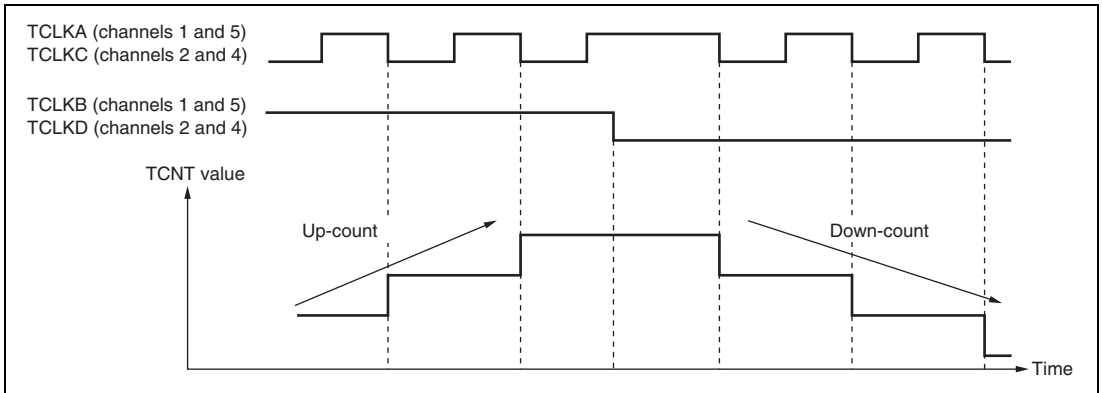 TCLKA (channels 1 and 5)
TCLKC (channels 2 and 4)
TCLKB (channels 1 and 5)
TCLKD (channels 2 and 4)
TCNT value
Up-count
Down-count
Time